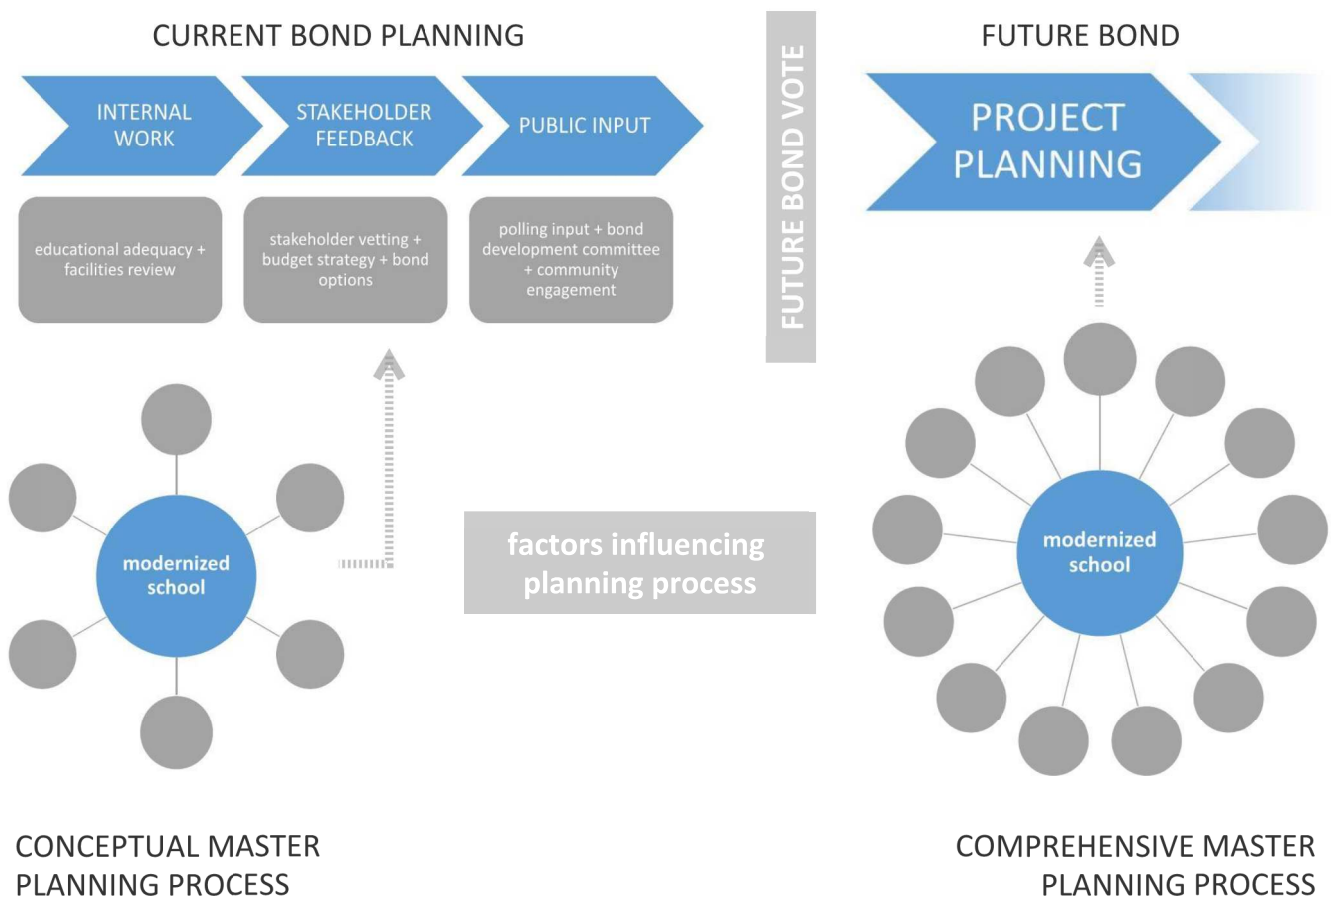 CURRENT BOND PLANNING
INTERNAL
WORK
STAKEHOLDER
FEEDBACK
PUBLIC INPUT
educational adequacy +
facilities review
stakeholder vetting +
budget strategy + bond
options
polling input + bond
development committee
+ community
engagement
FUTURE BOND VOTE
FUTURE BOND
PROJECT
PLANNING
modernized
school
factors influencing
planning process
modernized
school
CONCEPTUAL MASTER
PLANNING PROCESS
COMPREHENSIVE MASTER
PLANNING PROCESS